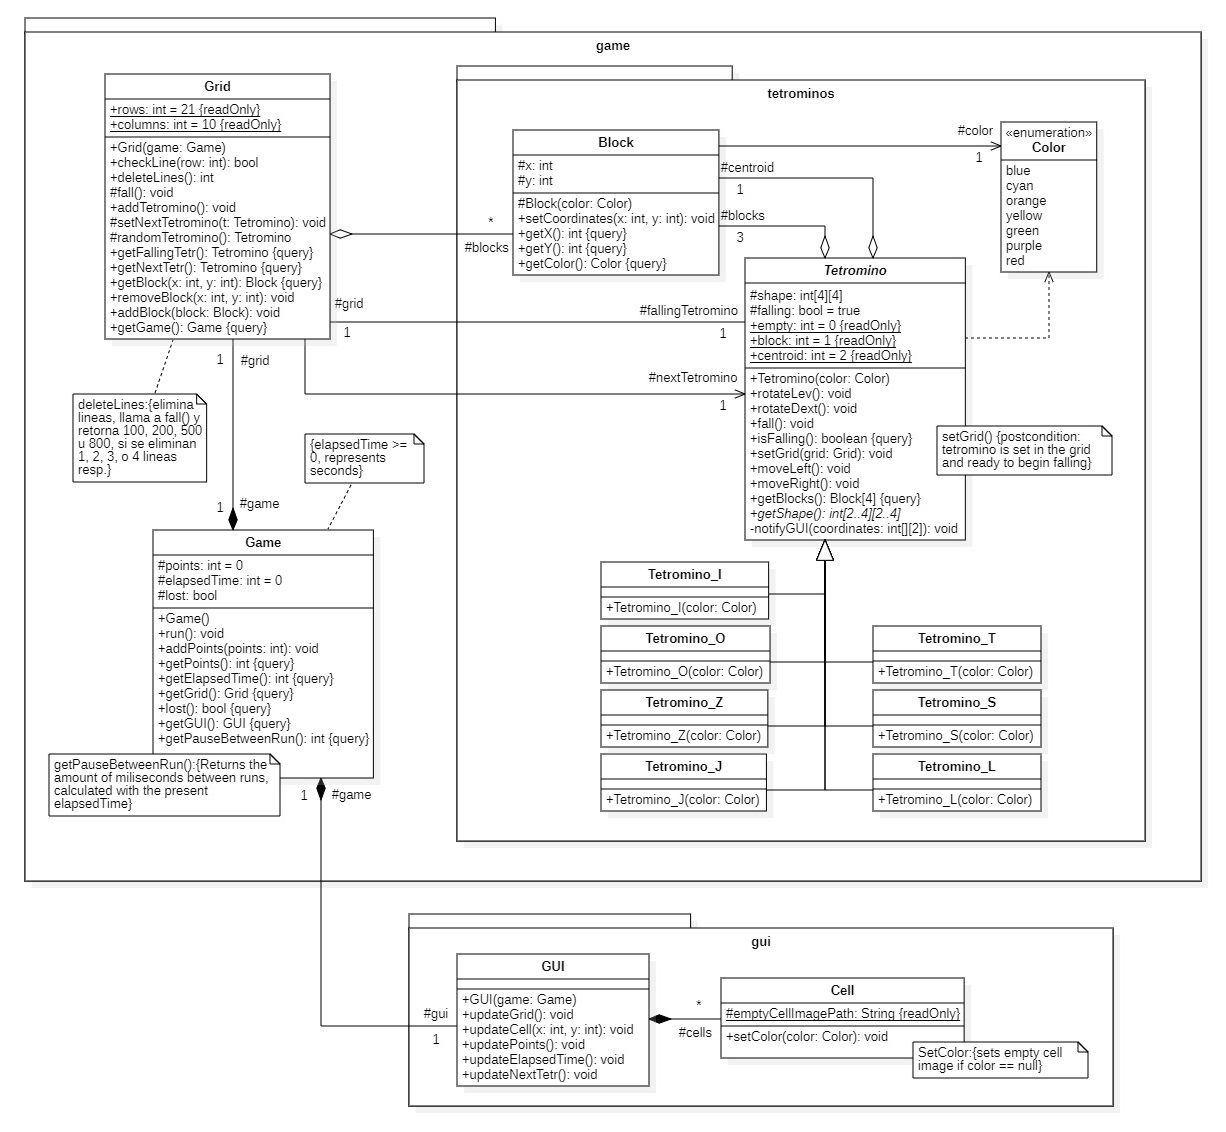 game
Grid
+rows: int = 21 {readOnly}
+columns: int = 10 {readOnly}
+Grid(game: Game)
+checkLine(row: int): bool
+deleteLines(): int
#fall(): void
+addTetromino(): void
#setNextTetromino(t: Tetromino): void
#randomTetromino(): Tetromino
+getFallingTetr(): Tetromino {query}
+getNextTetr(): Tetromino {query}
+getBlock(x: int, y: int): Block {query}
+removeBlock(x: int, y: int): void
+addBlock(block: Block): void
+getGame(): Game {query}
tetrominos
Block
#x: int
#y: int
#Block(color: Color)
+setCoordinates(x: int, y: int): void
+getX(): int {query}
+getY(): int {query}
+getColor(): Color {query}
#color
1
«enumeration»
Color
blue
cyan
orange
yellow
green
purple
red
#centroid
1
#blocks
3
*
#blocks
Tetromino
#shape: int[4][4]
#falling: bool = true
+empty: int = 0 {readOnly}
+block: int = 1 {readOnly}
+centroid: int = 2 {readOnly}
+Tetromino(color: Color)
+rotateLev(): void
+rotateDext(): void
+fall(): void
+isFalling(): boolean {query}
+setGrid(grid: Grid): void
+moveLeft(): void
+moveRight(): void
+getBlocks(): Block[4] {query}
+getShape(): int[2..4][2..4]
-notifyGUI(coordinates: int[][2]): void
#grid
1
#fallingTetromino
1
#nextTetromino
1
1
#grid
deleteLines:{elimina
lineas, llama a fall() y
retorna 100, 200, 500
u 800, si se eliminan
1, 2, 3, o 4 lineas
resp.}
{elapsedTime >=
0, represents
seconds}
setGrid() {postcondition:
tetromino is set in the grid
and ready to begin falling}
1
#game
Game
#points: int = 0
#elapsedTime: int = 0
#lost: bool
+Game()
+run(): void
+addPoints(points: int): void
+getPoints(): int {query}
+getElapsedTime(): int {query}
+getGrid(): Grid {query}
+lost(): bool {query}
+getGUI(): GUI {query}
+getPauseBetweenRun(): int {query}
getPauseBetweenRun():{Returns the
amount of miliseconds between runs,
calculated with the present
elapsedTime}
1
#game
Tetromino_I
+Tetromino_I(color: Color)
Tetromino_O
+Tetromino_O(color: Color)
Tetromino_T
+Tetromino_T(color: Color)
Tetromino_Z
+Tetromino_Z(color: Color)
Tetromino_S
+Tetromino_S(color: Color)
Tetromino_J
+Tetromino_J(color: Color)
Tetromino_L
+Tetromino_L(color: Color)
gui
GUI
+GUI(game: Game)
+updateGrid(): void
+updateCell(x: int, y: int): void
+updatePoints(): void
+updateElapsedTime(): void
+updateNextTetr(): void
#gui
1
*
#cells
Cell
#emptyCellImagePath: String {readOnly}
+setColor(color: Color): void
SetColor:{sets empty cell
image if color == null}